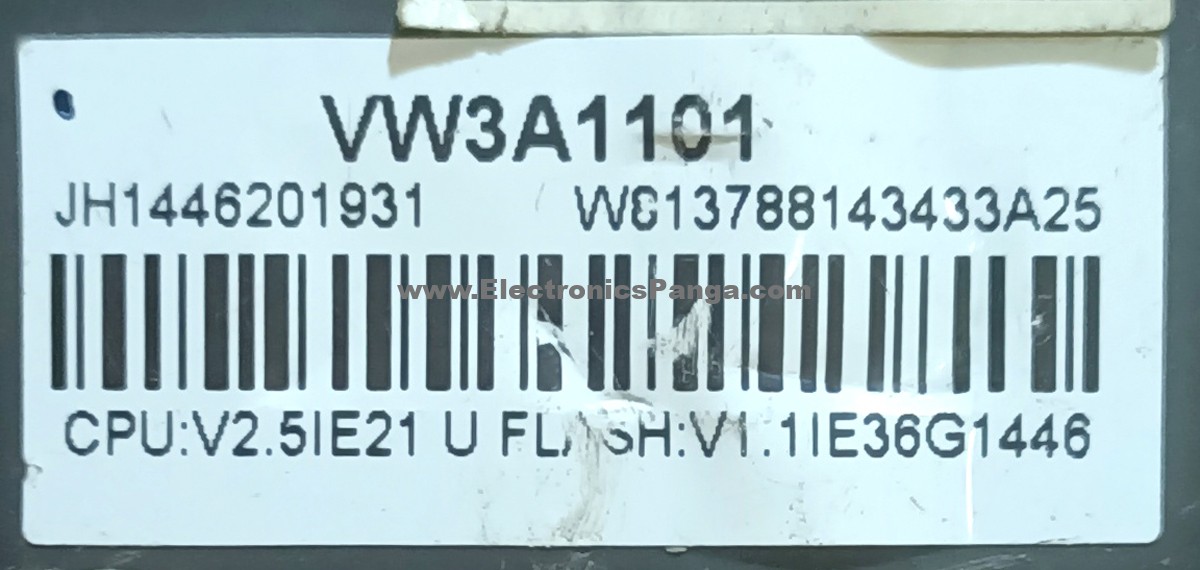 VW3A1101
JH1446201931 W813788143433A25
www.ElectronicsPanga.com
CPU:V2.5IE21 U FLASH:V1.1IE36G1446